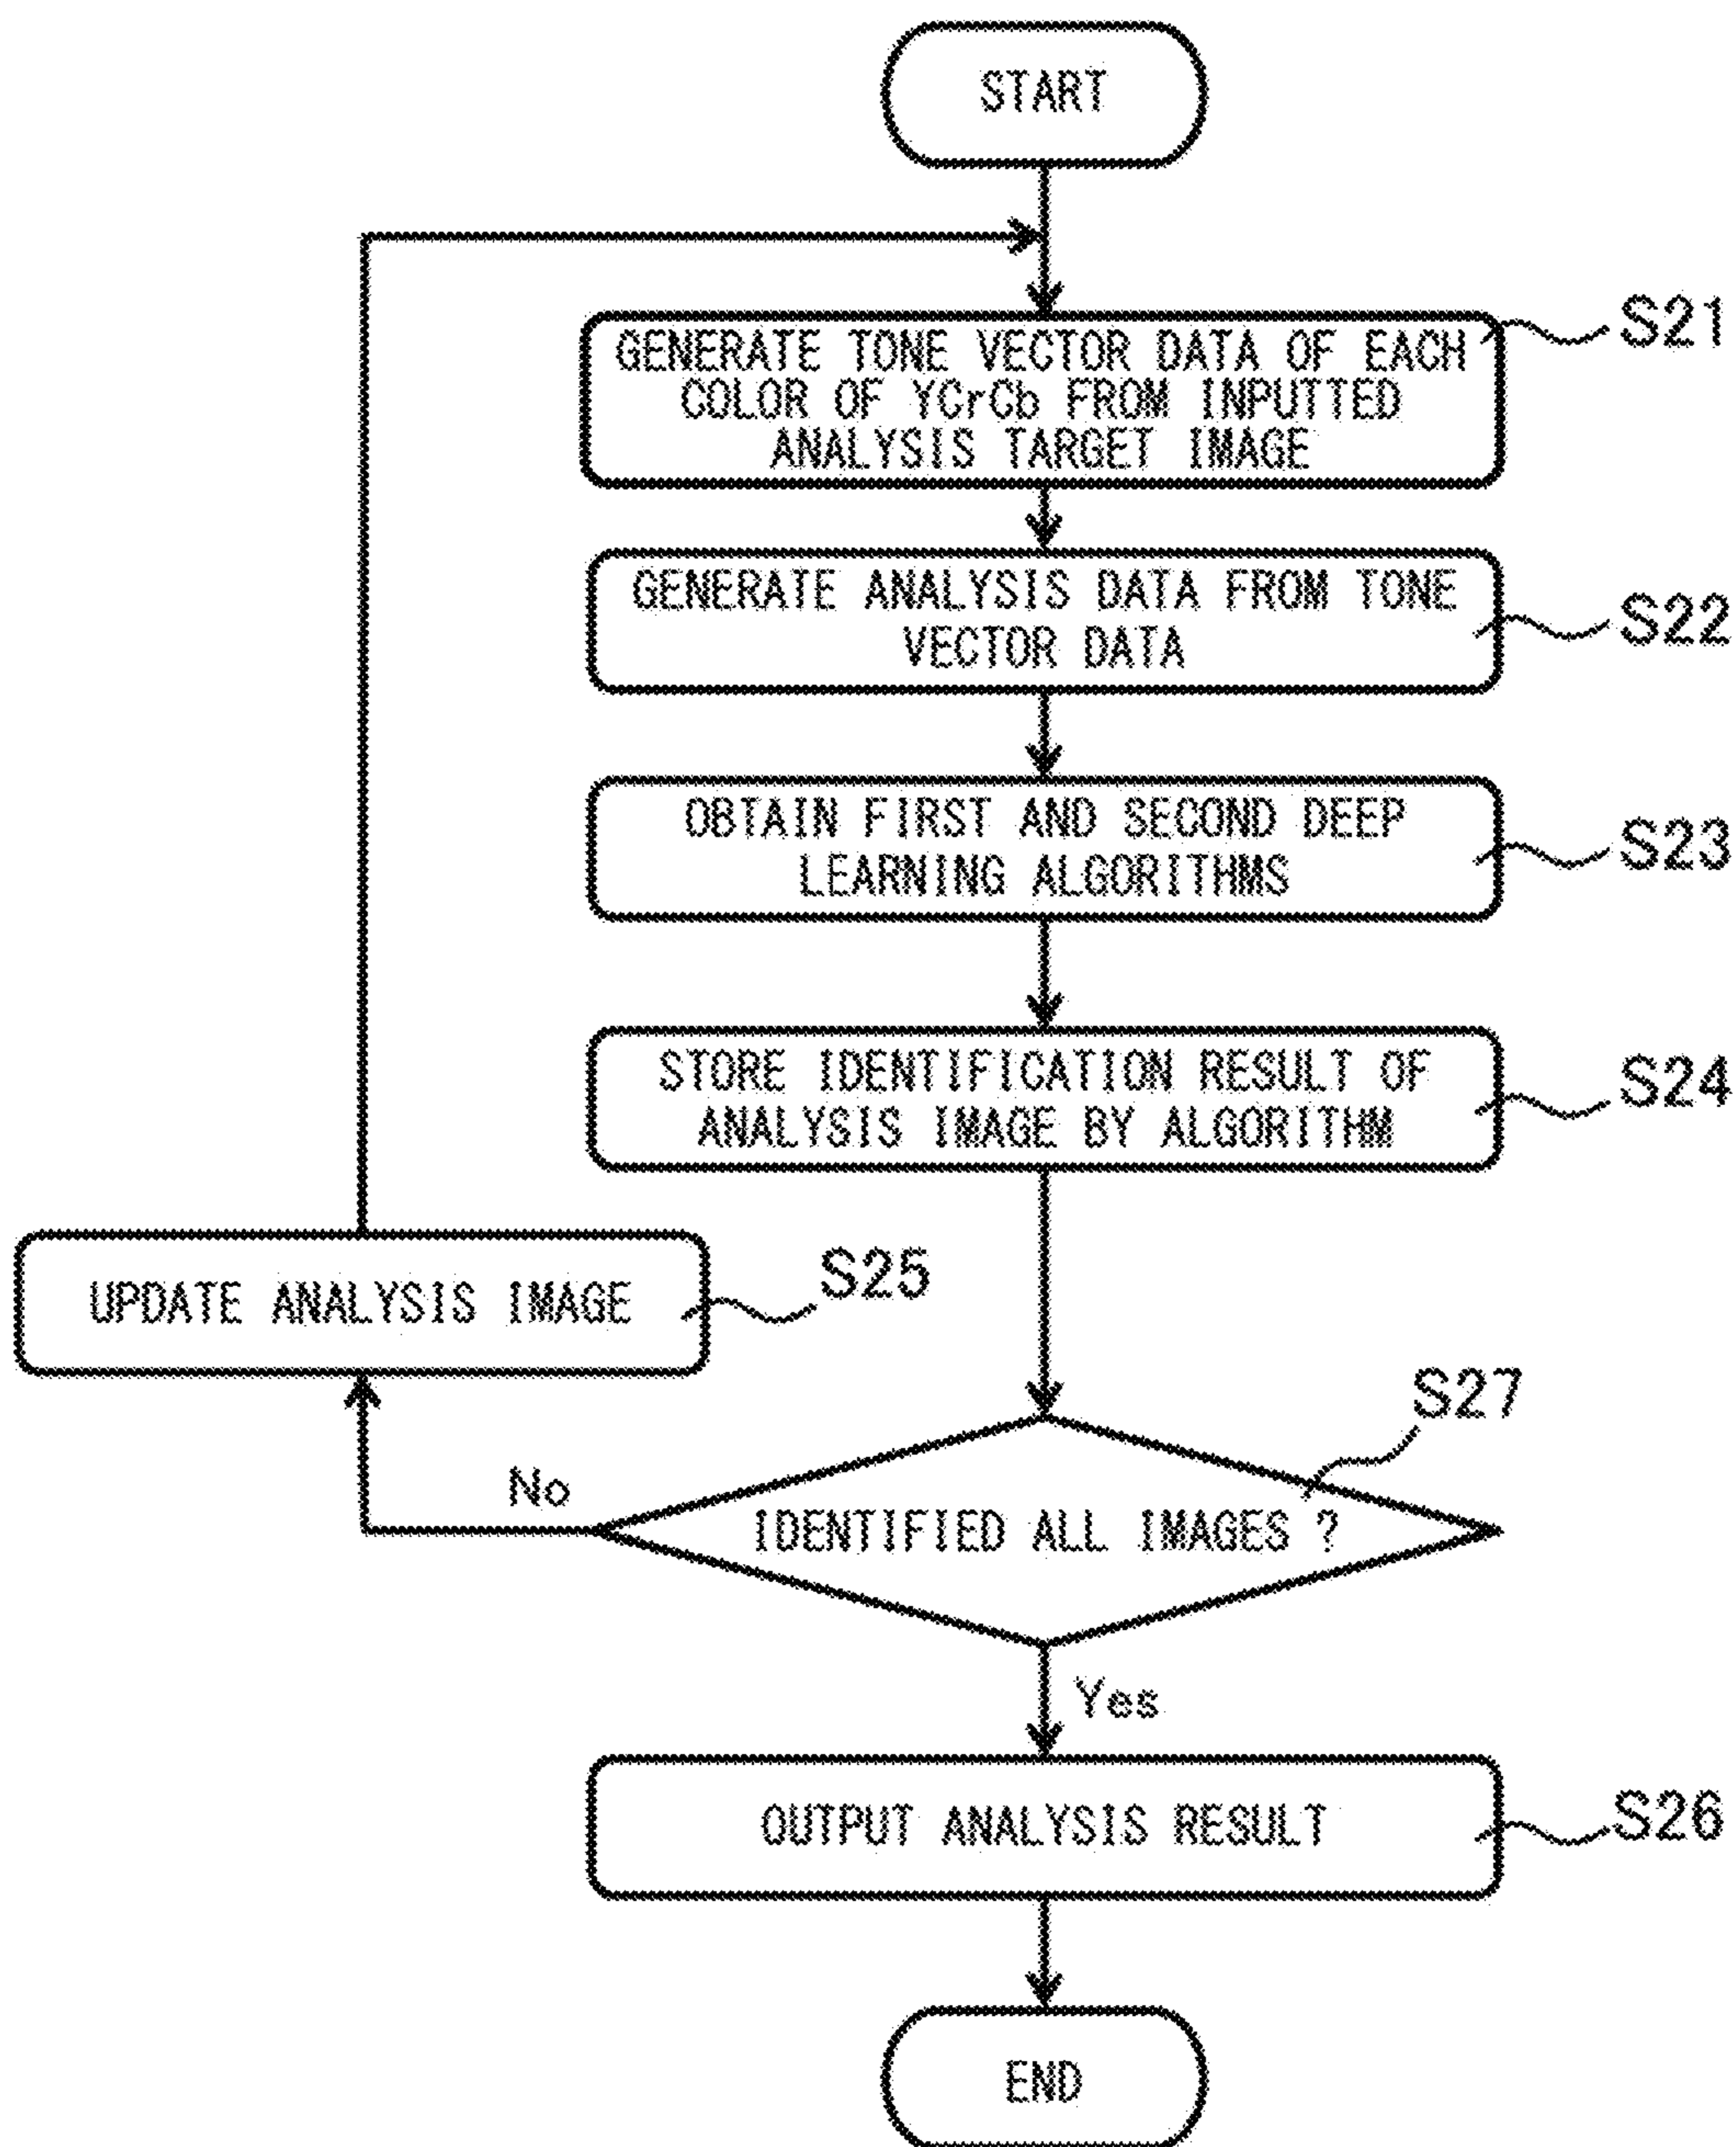 START
GENERATE TONE VECTOR DATA OF EACH
COLOR OF YCrCb FROM INPUTTED
ANALYSIS TARGET IMAGE
S21
GENERATE ANALYSIS DATA FROM TONE
VECTOR DATA
S22
OBTAIN FIRST AND SECOND DEEP
LEARNING ALGORITHMS
S23
STORE IDENTIFICATION RESULT OF
ANALYSIS IMAGE BY ALGORITHM
S24
UPDATE ANALYSIS IMAGE
S25
S27
No
IDENTIFIED ALL IMAGES ?
Yes
OUTPUT ANALYSIS RESULT
S26
END